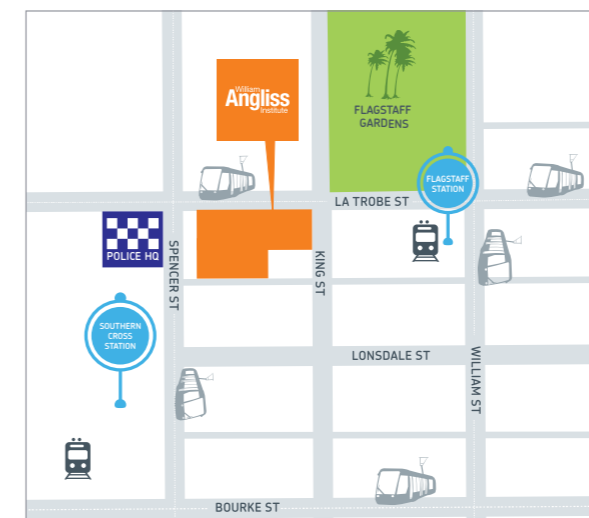 William
Angliss
Institute
FLAGSTAFF
GARDENS
FLAGSTAFF
STATION
LA TROBE ST
POLICE HQ
SPENCER ST
KING ST
SOUTHERN
CROSS
STATION
LONSDALE ST
WILLIAM ST
BOURKE ST